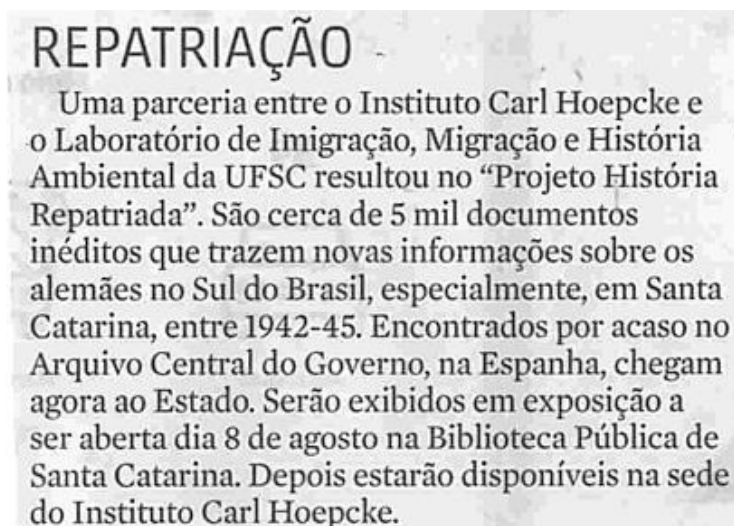 REPATRIAÇÃO
Uma parceria entre o Instituto Carl Hoepcke e
o Laboratório de Imigração, Migração e História
Ambiental da UFSC resultou no “Projeto História
Repatriada”. São cerca de 5 mil documentos
inéditos que trazem novas informações sobre os
alemães no Sul do Brasil, especialmente, em Santa
Catarina, entre 1942-45. Encontrados por acaso no
Arquivo Central do Governo, na Espanha, chegam
agora ao Estado. Serão exibidos em exposição a
ser aberta dia 8 de agosto na Biblioteca Pública de
Santa Catarina. Depois estarão disponíveis na sede
do Instituto Carl Hoepcke.